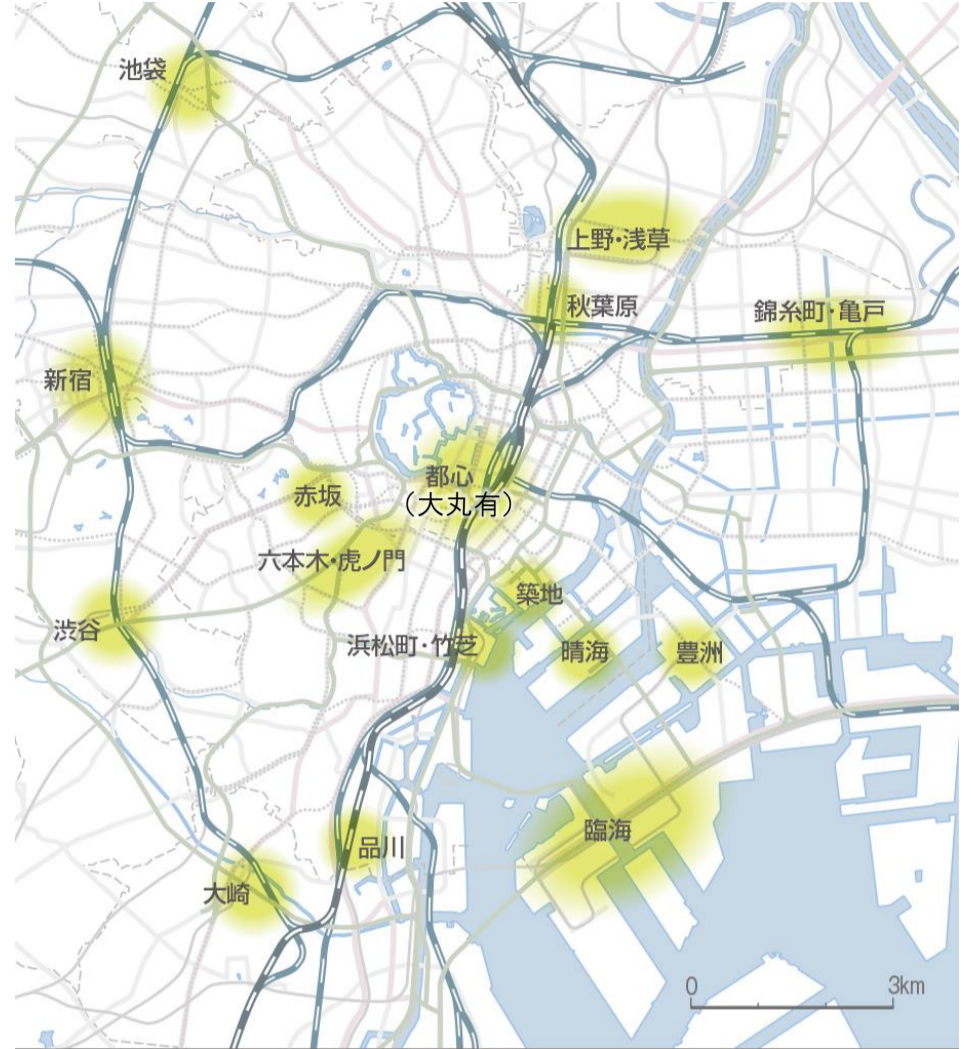 池袋
上野・浅草
秋葉原
錦糸町・亀戸
新宿
都心
（大丸有）
赤坂
六本木・虎ノ門
築地
渋谷
浜松町・竹芝
晴海
豊洲
臨海
品川
大崎
0 3km